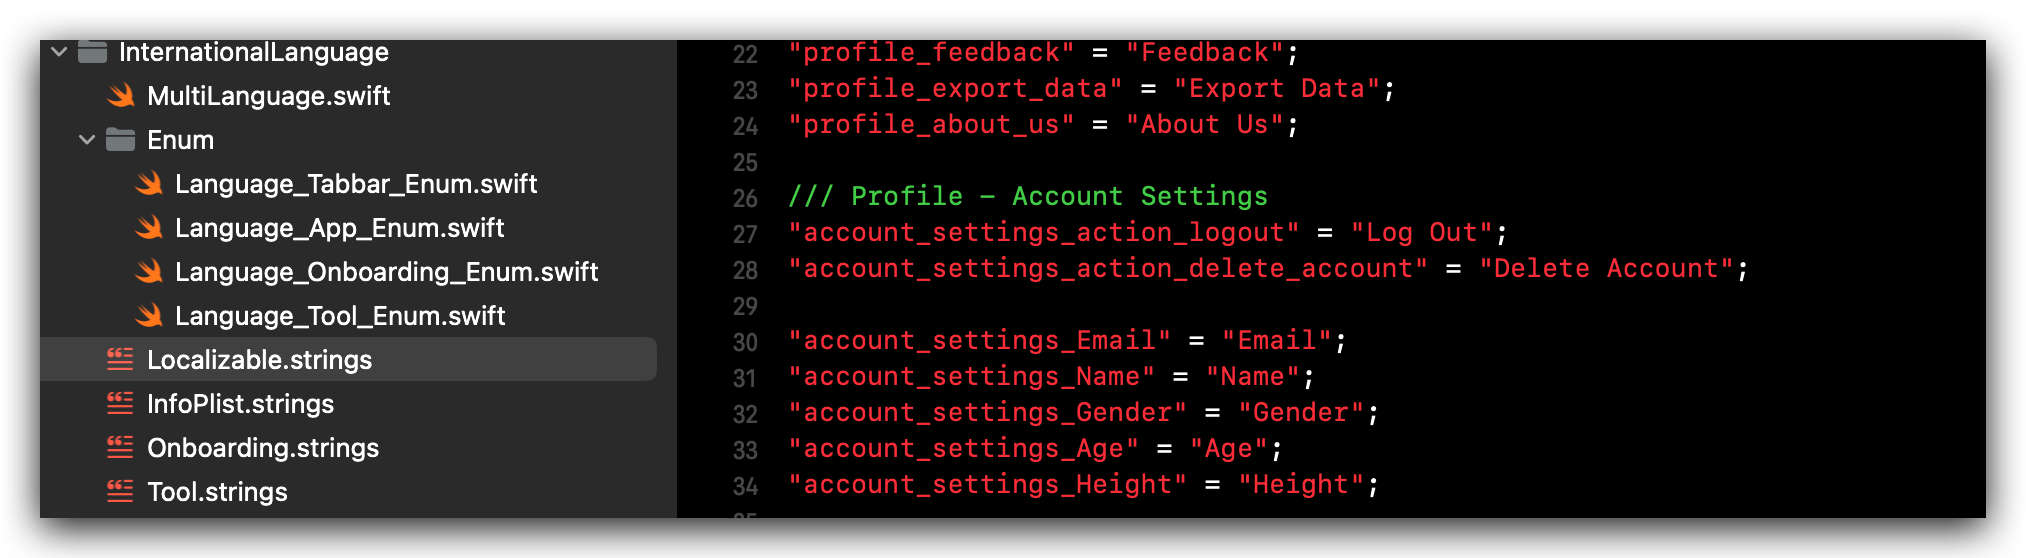 InternationalLanguage
MultiLanguage.swift
Enum
Language_Tabbar_Enum.swift
Language_App_Enum.swift
Language_Onboarding_Enum.swift
Language_Tool_Enum.swift
Localizable.strings
InfoPlist.strings
Onboarding.strings
Tool.strings
22 "profile_feedback" = "Feedback";
23 "profile_export_data" = "Export Data";
24 "profile_about_us" = "About Us";
25
26 /// Profile – Account Settings
27 "account_settings_action_logout" = "Log Out";
28 "account_settings_action_delete_account" = "Delete Account";
29
30 "account_settings_Email" = "Email";
31 "account_settings_Name" = "Name";
32 "account_settings_Gender" = "Gender";
33 "account_settings_Age" = "Age";
34 "account_settings_Height" = "Height";